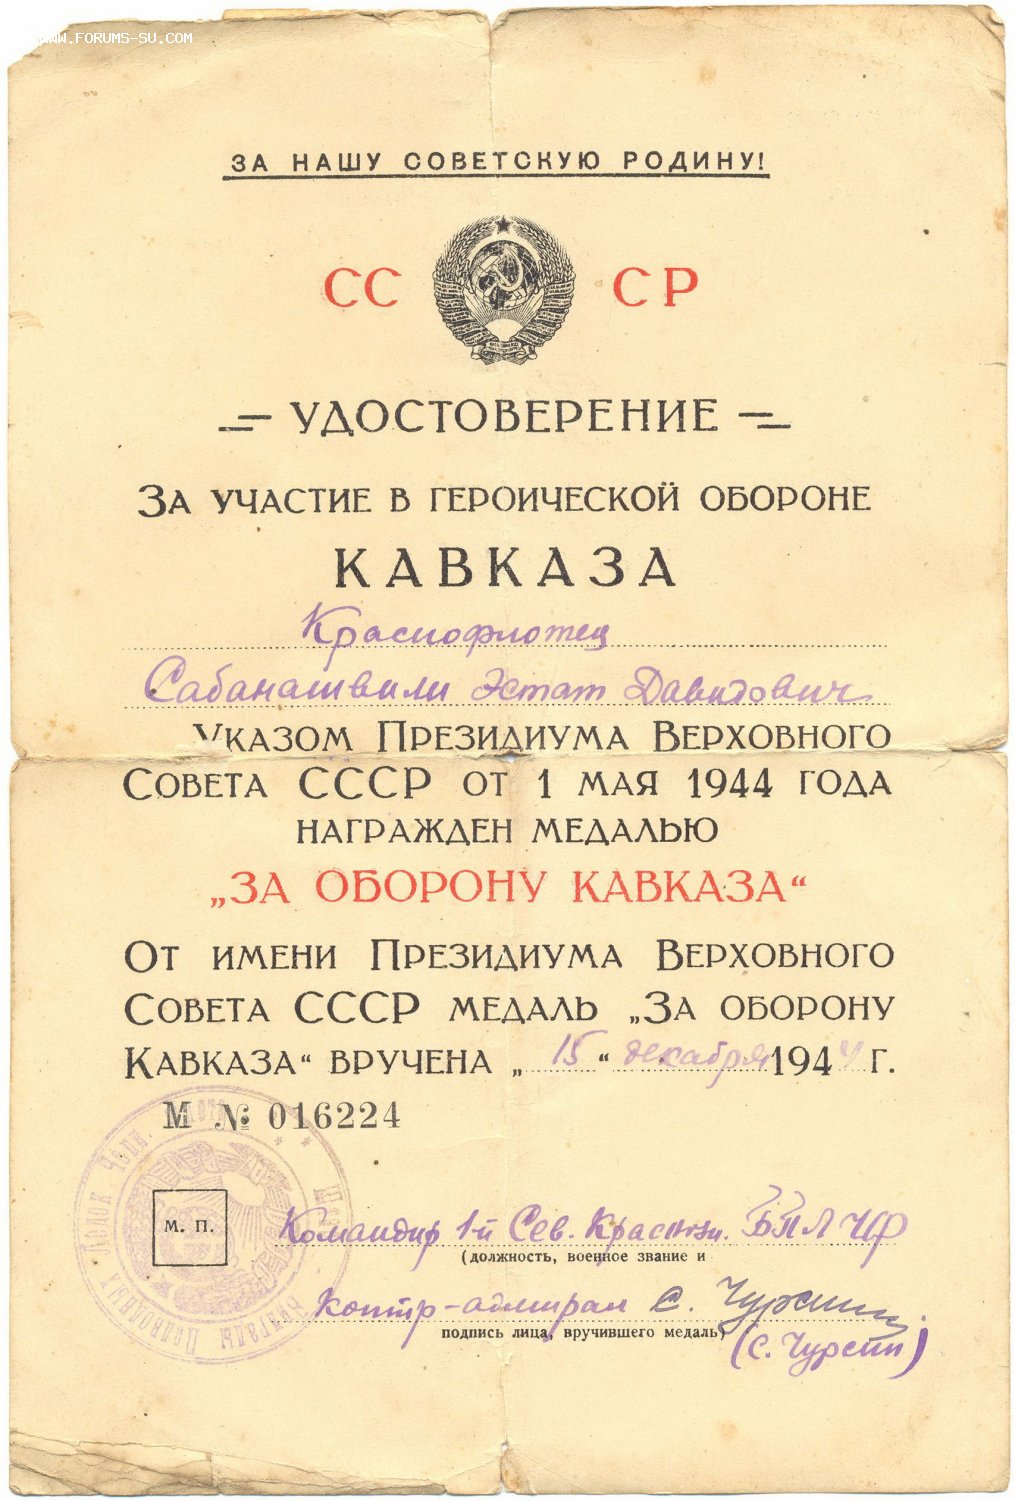 WWW.FORUMS-SU.COM
ЗА НАШУ СОВЕТСКУЮ РОДИНУ!
СС СР
УДОСТОВЕРЕНИЕ
ЗА УЧАСТИЕ В ГЕРОИЧЕСКОЙ ОБОРОНЕ
КАВКАЗА
Краснофлотец
Сабанашвили Эстат Давидович
УКАЗОМ ПРЕЗИДИУМА ВЕРХОВНОГО
СОВЕТА СССР ОТ 1 МАЯ 1944 ГОДА
НАГРАЖДЕН МЕДАЛЬЮ
„ЗА ОБОРОНУ КАВКАЗА“
ОТ ИМЕНИ ПРЕЗИДИУМА ВЕРХОВНОГО
СОВЕТА СССР МЕДАЛЬ „ЗА ОБОРОНУ
КАВКАЗА“ ВРУЧЕНА „15“ декабря 1944 Г.
М № 016224
М. П.
Командир 1-й Сев. Краснозн. БПЛ ЧФ
(должность, военное звание и
Контр-адмирал С. Чурсин
подпись лица, вручившего медаль)
(С. Чурсин)